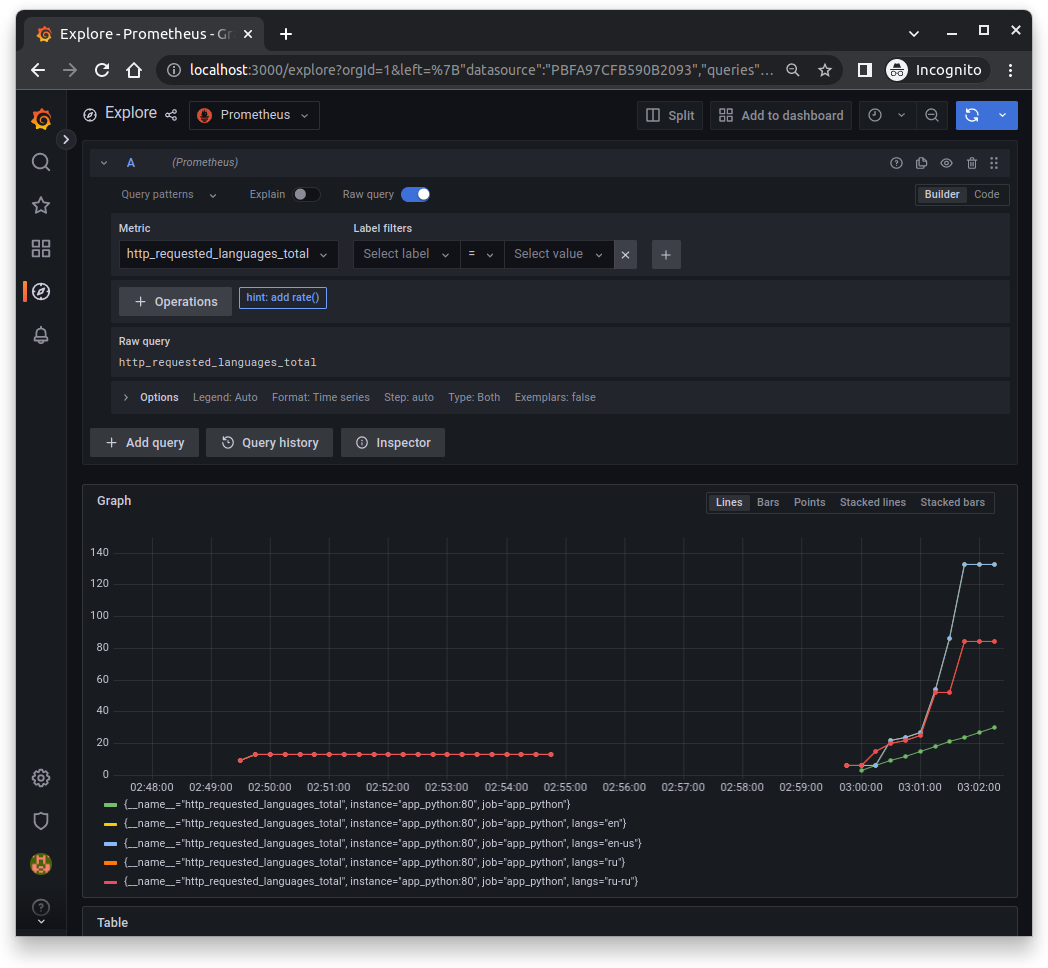 Explore - Prometheus - Gr
localhost:3000/explore?orgId=1&left=%7B"datasource":"PBFA97CFB590B2093","queries"...
Incognito
Explore
Prometheus
Split
Add to dashboard
A
(Prometheus)
Query patterns
Explain
Raw query
Builder
Code
Metric
Label filters
http_requested_languages_total
Select label
=
Select value
Operations
hint: add rate()
Raw query
http_requested_languages_total
Options Legend: Auto Format: Time series Step: auto Type: Both Exemplars: false
Add query
Query history
Inspector
Graph
Lines Bars Points Stacked lines Stacked bars
140
120
100
80
60
40
20
0
02:48:00 02:49:00 02:50:00 02:51:00 02:52:00 02:53:00 02:54:00 02:55:00 02:56:00 02:57:00 02:58:00 02:59:00 03:00:00 03:01:00 03:02:00
{__name__="http_requested_languages_total", instance="app_python:80", job="app_python"}
{__name__="http_requested_languages_total", instance="app_python:80", job="app_python", langs="en"}
{__name__="http_requested_languages_total", instance="app_python:80", job="app_python", langs="en-us"}
{__name__="http_requested_languages_total", instance="app_python:80", job="app_python", langs="ru"}
{__name__="http_requested_languages_total", instance="app_python:80", job="app_python", langs="ru-ru"}
Table